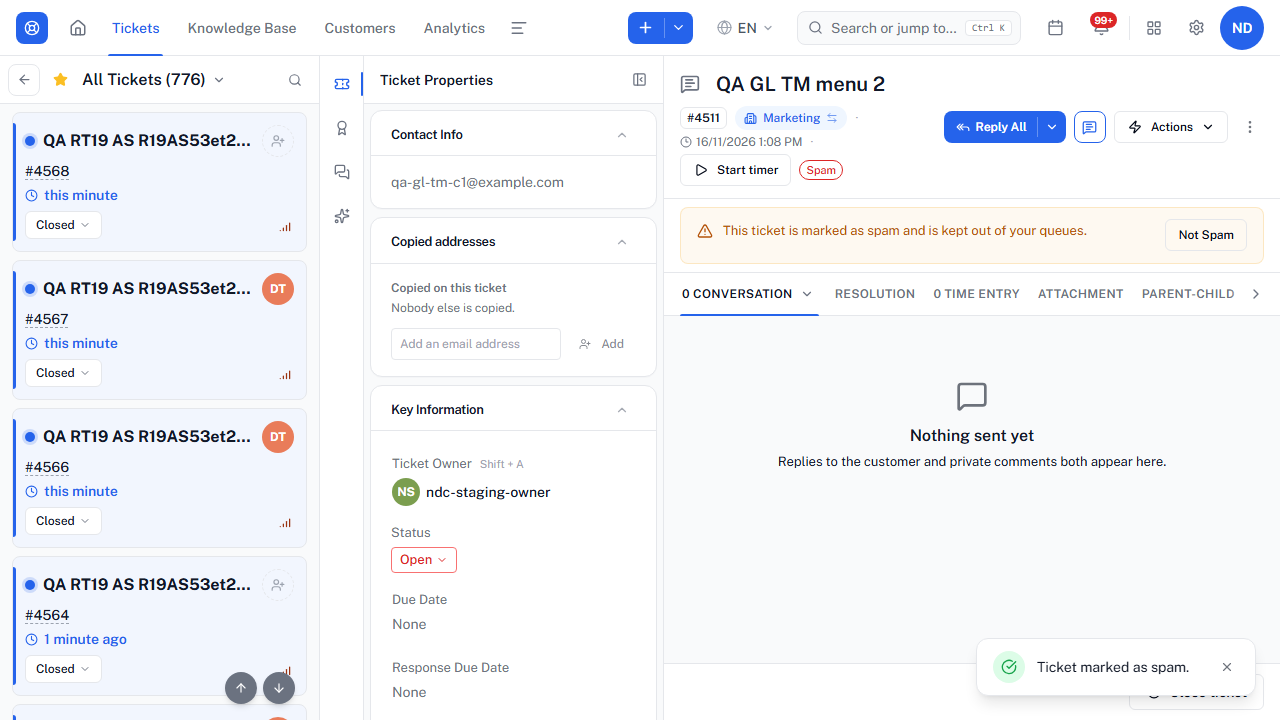 Tickets
Knowledge Base
Customers
Analytics
EN
Search or jump to...
Ctrl K
99+
ND
All Tickets (776)
QA RT19 AS R19AS53et2...
#4568
this minute
Closed
QA RT19 AS R19AS53et2...
DT
#4567
this minute
Closed
QA RT19 AS R19AS53et2...
DT
#4566
this minute
Closed
QA RT19 AS R19AS53et2...
#4564
1 minute ago
Closed
Ticket Properties
Contact Info
qa-gl-tm-c1@example.com
Copied addresses
Copied on this ticket
Nobody else is copied.
Add an email address
Add
Key Information
Ticket Owner Shift + A
NS ndc-staging-owner
Status
Open
Due Date
None
Response Due Date
None
QA GL TM menu 2
#4511 Marketing ·
16/11/2026 1:08 PM ·
Start timer
Spam
Reply All
Actions
This ticket is marked as spam and is kept out of your queues.
Not Spam
0 CONVERSATION
RESOLUTION
0 TIME ENTRY
ATTACHMENT
PARENT-CHILD
Nothing sent yet
Replies to the customer and private comments both appear here.
Ticket marked as spam.